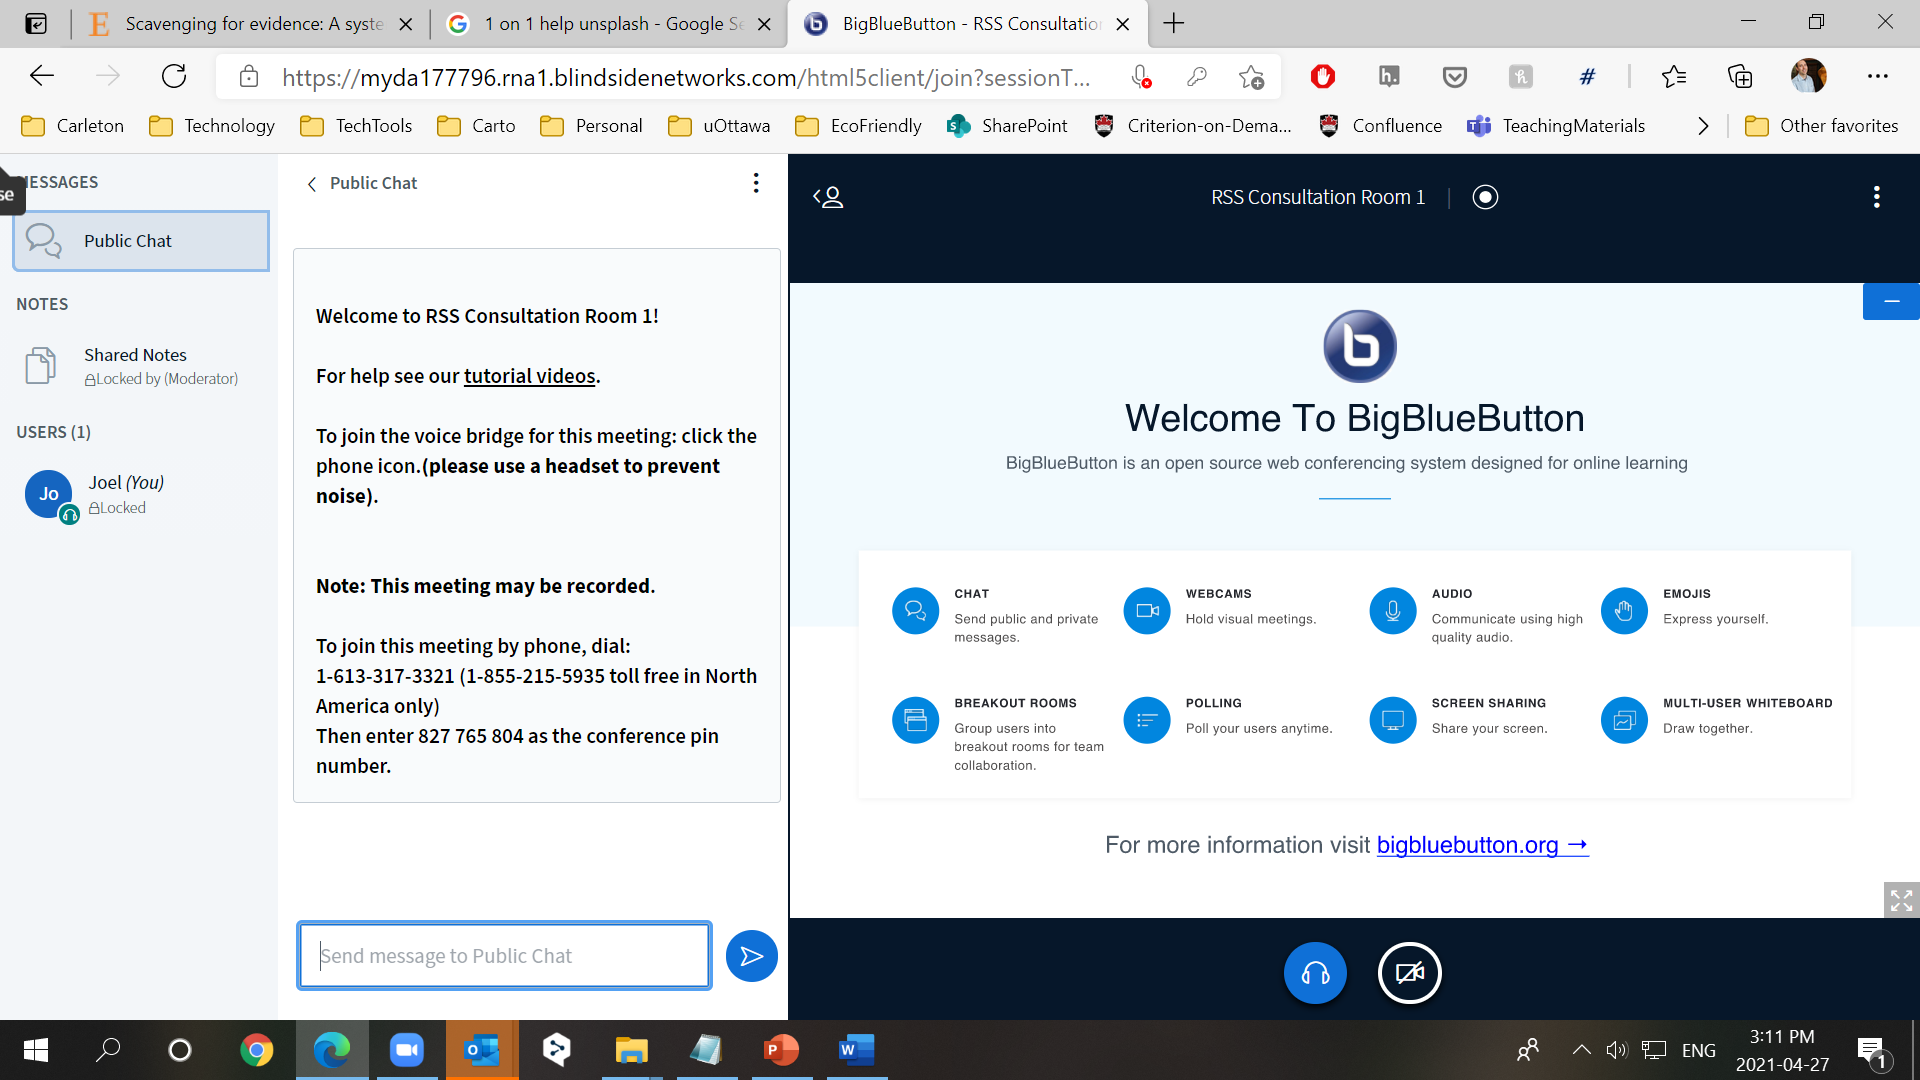 Scavenging for evidence: A syste
1 on 1 help unsplash - Google Se
BigBlueButton - RSS Consultation
https://myda177796.rna1.blindsidenetworks.com/html5client/join?sessionT...
h.
#
Carleton
Technology
TechTools
Carto
Personal
uOttawa
EcoFriendly
SharePoint
Criterion-on-Dema...
Confluence
TeachingMaterials
Other favorites
se
MESSAGES
Public Chat
NOTES
Shared Notes
Locked by (Moderator)
USERS (1)
Jo
Joel (You)
Locked
Public Chat
Welcome to RSS Consultation Room 1!
For help see our tutorial videos.
To join the voice bridge for this meeting: click the
phone icon.(please use a headset to prevent
noise).
Note: This meeting may be recorded.
To join this meeting by phone, dial:
1-613-317-3321 (1-855-215-5935 toll free in North
America only)
Then enter 827 765 804 as the conference pin
number.
Send message to Public Chat
RSS Consultation Room 1
b
Welcome To BigBlueButton
BigBlueButton is an open source web conferencing system designed for online learning
CHAT
Send public and private
messages.
WEBCAMS
Hold visual meetings.
AUDIO
Communicate using high
quality audio.
EMOJIS
Express yourself.
BREAKOUT ROOMS
Group users into
breakout rooms for team
collaboration.
POLLING
Poll your users anytime.
SCREEN SHARING
Share your screen.
MULTI-USER WHITEBOARD
Draw together.
For more information visit bigbluebutton.org →
ENG
3:11 PM
2021-04-27
1